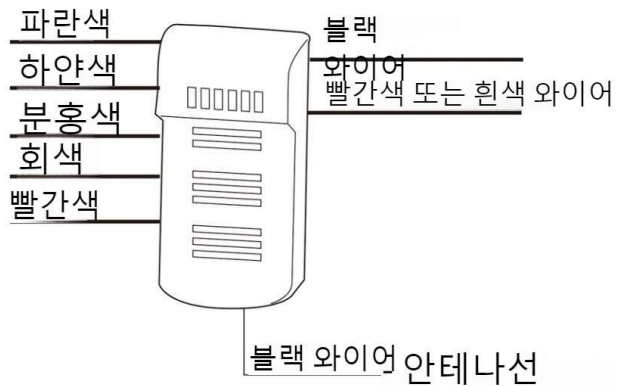 파란색
하얀색
분홍색
회색
빨간색
블랙
와이어
빨간색 또는 흰색 와이어
블랙 와이어
안테나선